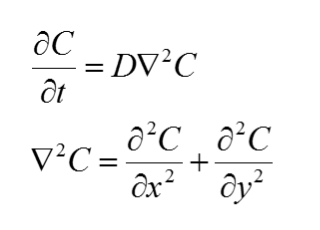 ∂C/∂t = D∇²C
∇²C = ∂²C/∂x² + ∂²C/∂y²